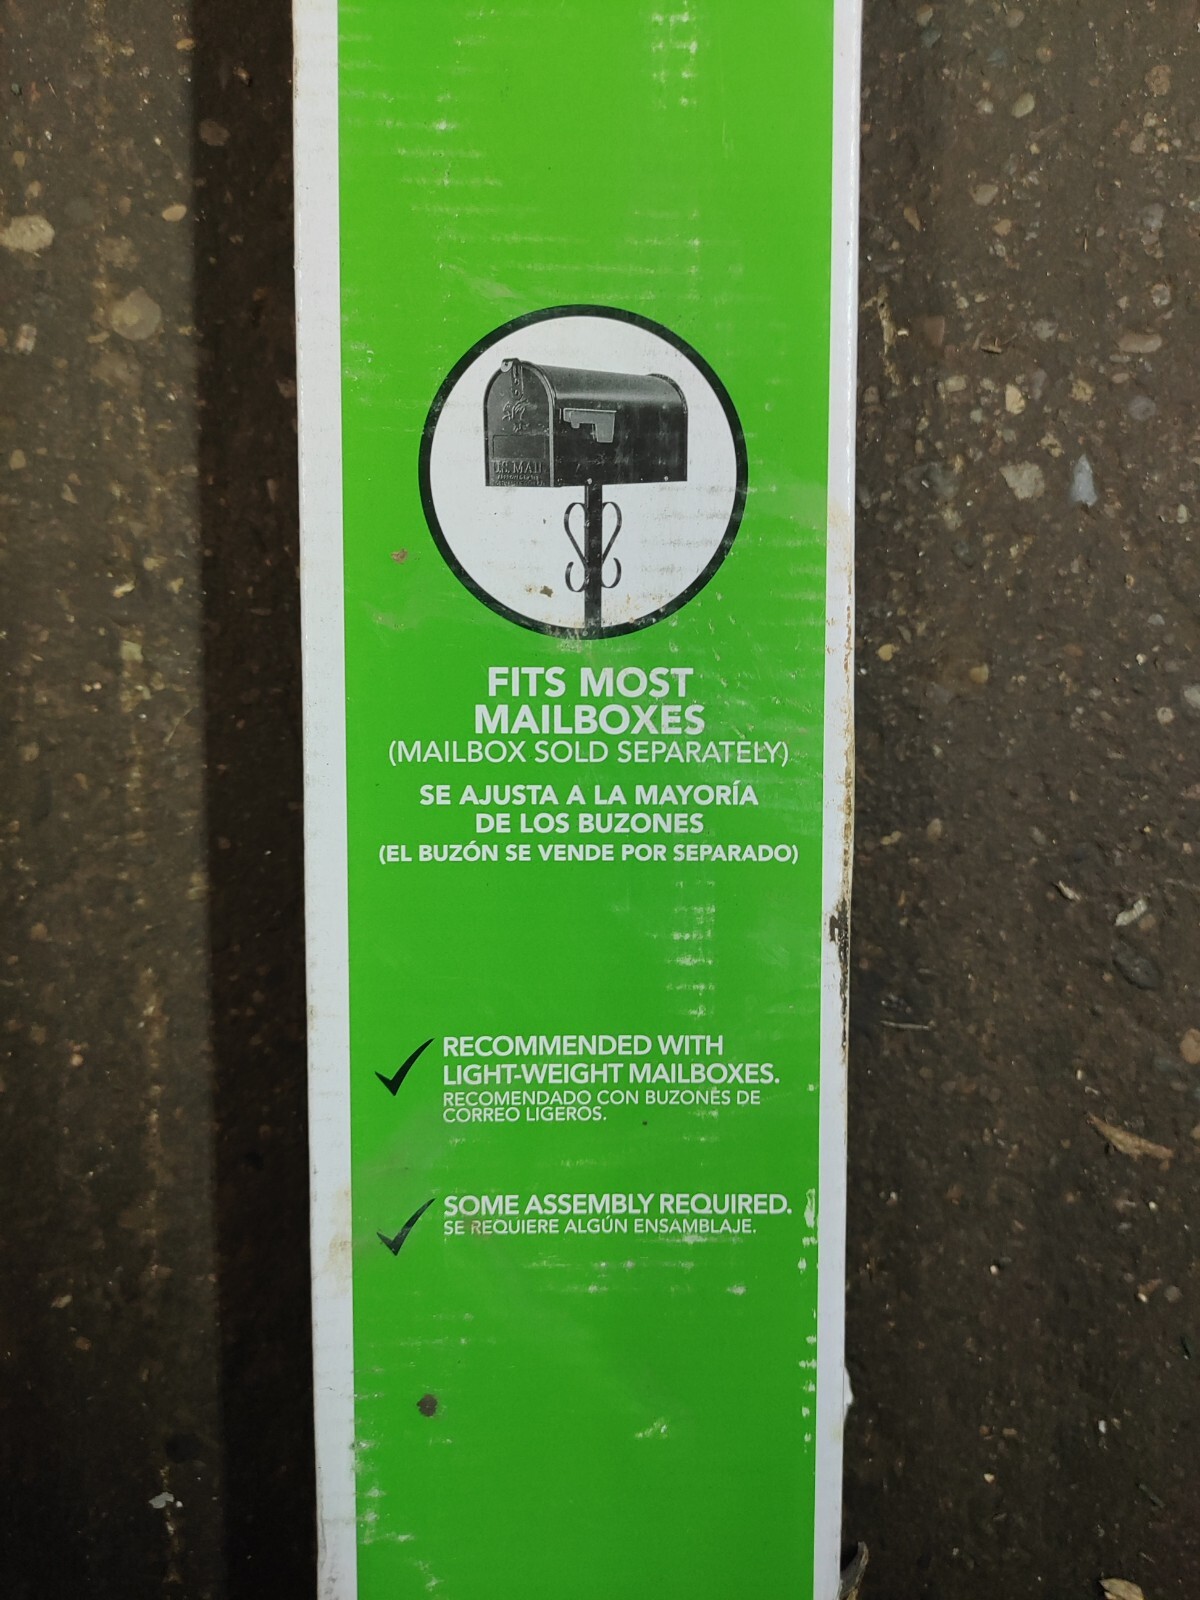 U.S. MAIL
FITS MOST
MAILBOXES
(MAILBOX SOLD SEPARATELY)
SE AJUSTA A LA MAYORÍA
DE LOS BUZONES
(EL BUZÓN SE VENDE POR SEPARADO)
RECOMMENDED WITH
LIGHT-WEIGHT MAILBOXES.
RECOMENDADO CON BUZONES DE
CORREO LIGEROS.
SOME ASSEMBLY REQUIRED.
SE REQUIERE ALGÚN ENSAMBLAJE.